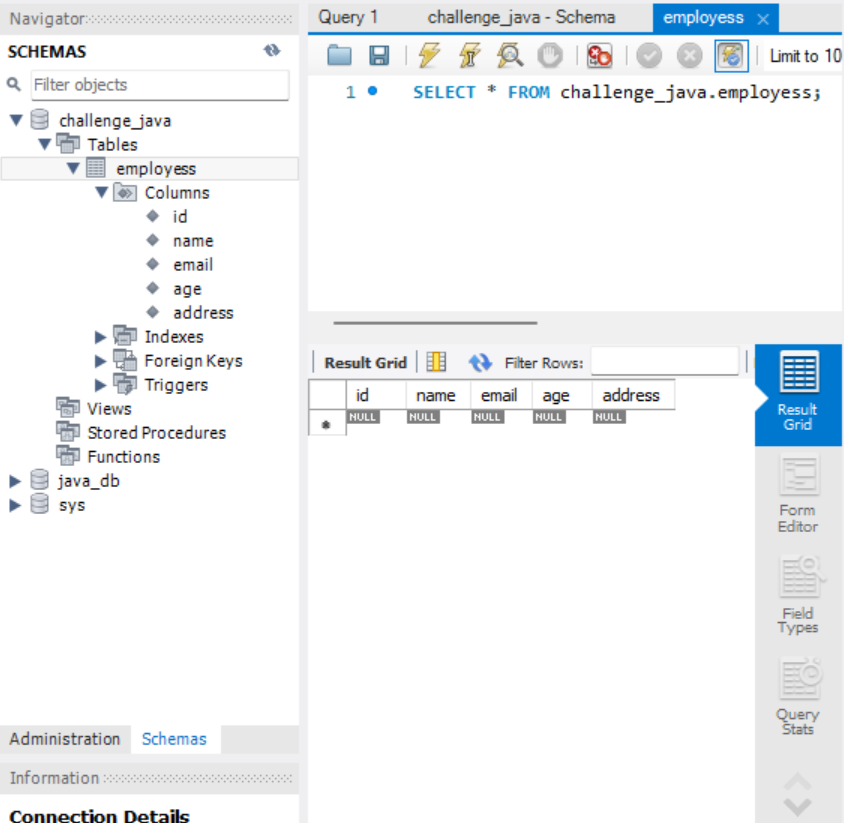 Navigator
SCHEMAS
Filter objects
challenge_java
Tables
employess
Columns
id
name
email
age
address
Indexes
Foreign Keys
Triggers
Views
Stored Procedures
Functions
java_db
sys
Administration Schemas
Information
Connection Details
Query 1 challenge_java - Schema employess
Limit to 10
1 SELECT * FROM challenge_java.employess;
Result Grid Filter Rows:
id name email age address
* NULL NULL NULL NULL NULL
Result
Grid
Form
Editor
Field
Types
Query
Stats